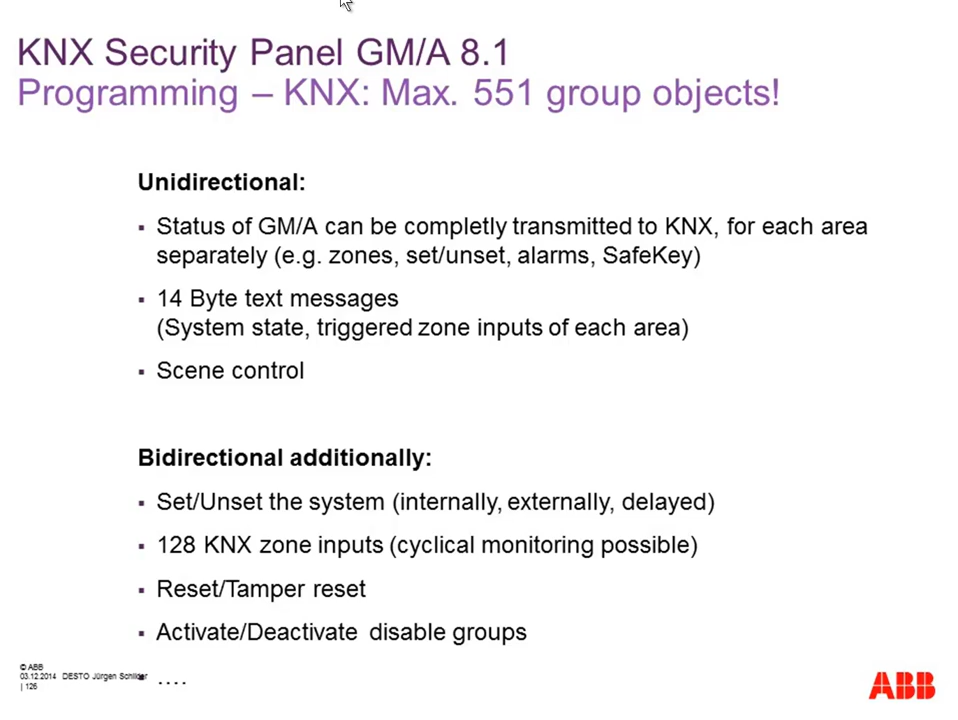 KNX Security Panel GM/A 8.1
Programming – KNX: Max. 551 group objects!
Unidirectional:
▪ Status of GM/A can be completly transmitted to KNX, for each area
separately (e.g. zones, set/unset, alarms, SafeKey)
▪ 14 Byte text messages
(System state, triggered zone inputs of each area)
▪ Scene control
Bidirectional additionally:
▪ Set/Unset the system (internally, externally, delayed)
▪ 128 KNX zone inputs (cyclical monitoring possible)
▪ Reset/Tamper reset
▪ Activate/Deactivate disable groups
▪ ....
© ABB
03.12.2014 DESTO Jürgen Schilder
| 126
ABB